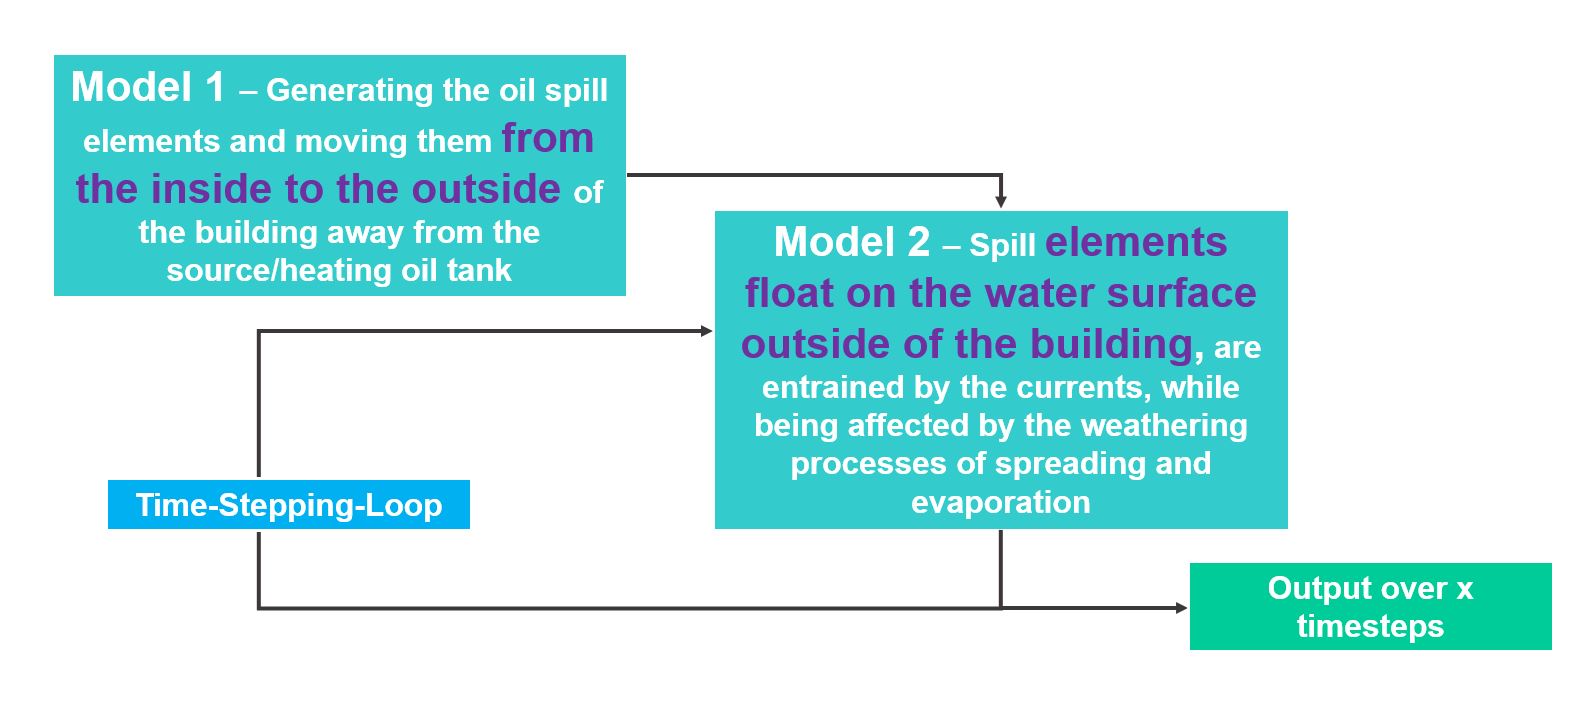 Model 1 – Generating the oil spill
elements and moving them from
the inside to the outside of
the building away from the
source/heating oil tank
Model 2 – Spill elements
float on the water surface
outside of the building, are
entrained by the currents, while
being affected by the weathering
processes of spreading and
evaporation
Time-Stepping-Loop
Output over x
timesteps